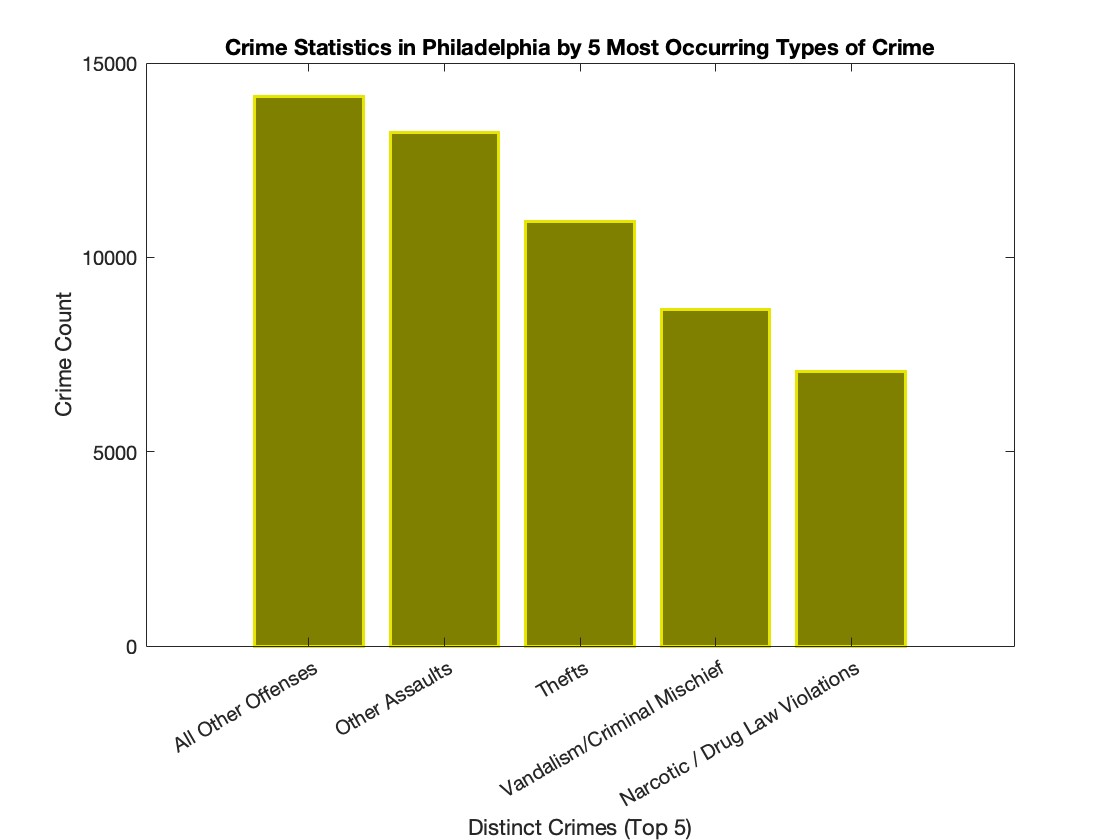 Crime Statistics in Philadelphia by 5 Most Occurring Types of Crime
15000
10000
5000
0
Crime Count
All Other Offenses
Other Assaults
Thefts
Vandalism/Criminal Mischief
Narcotic / Drug Law Violations
Distinct Crimes (Top 5)